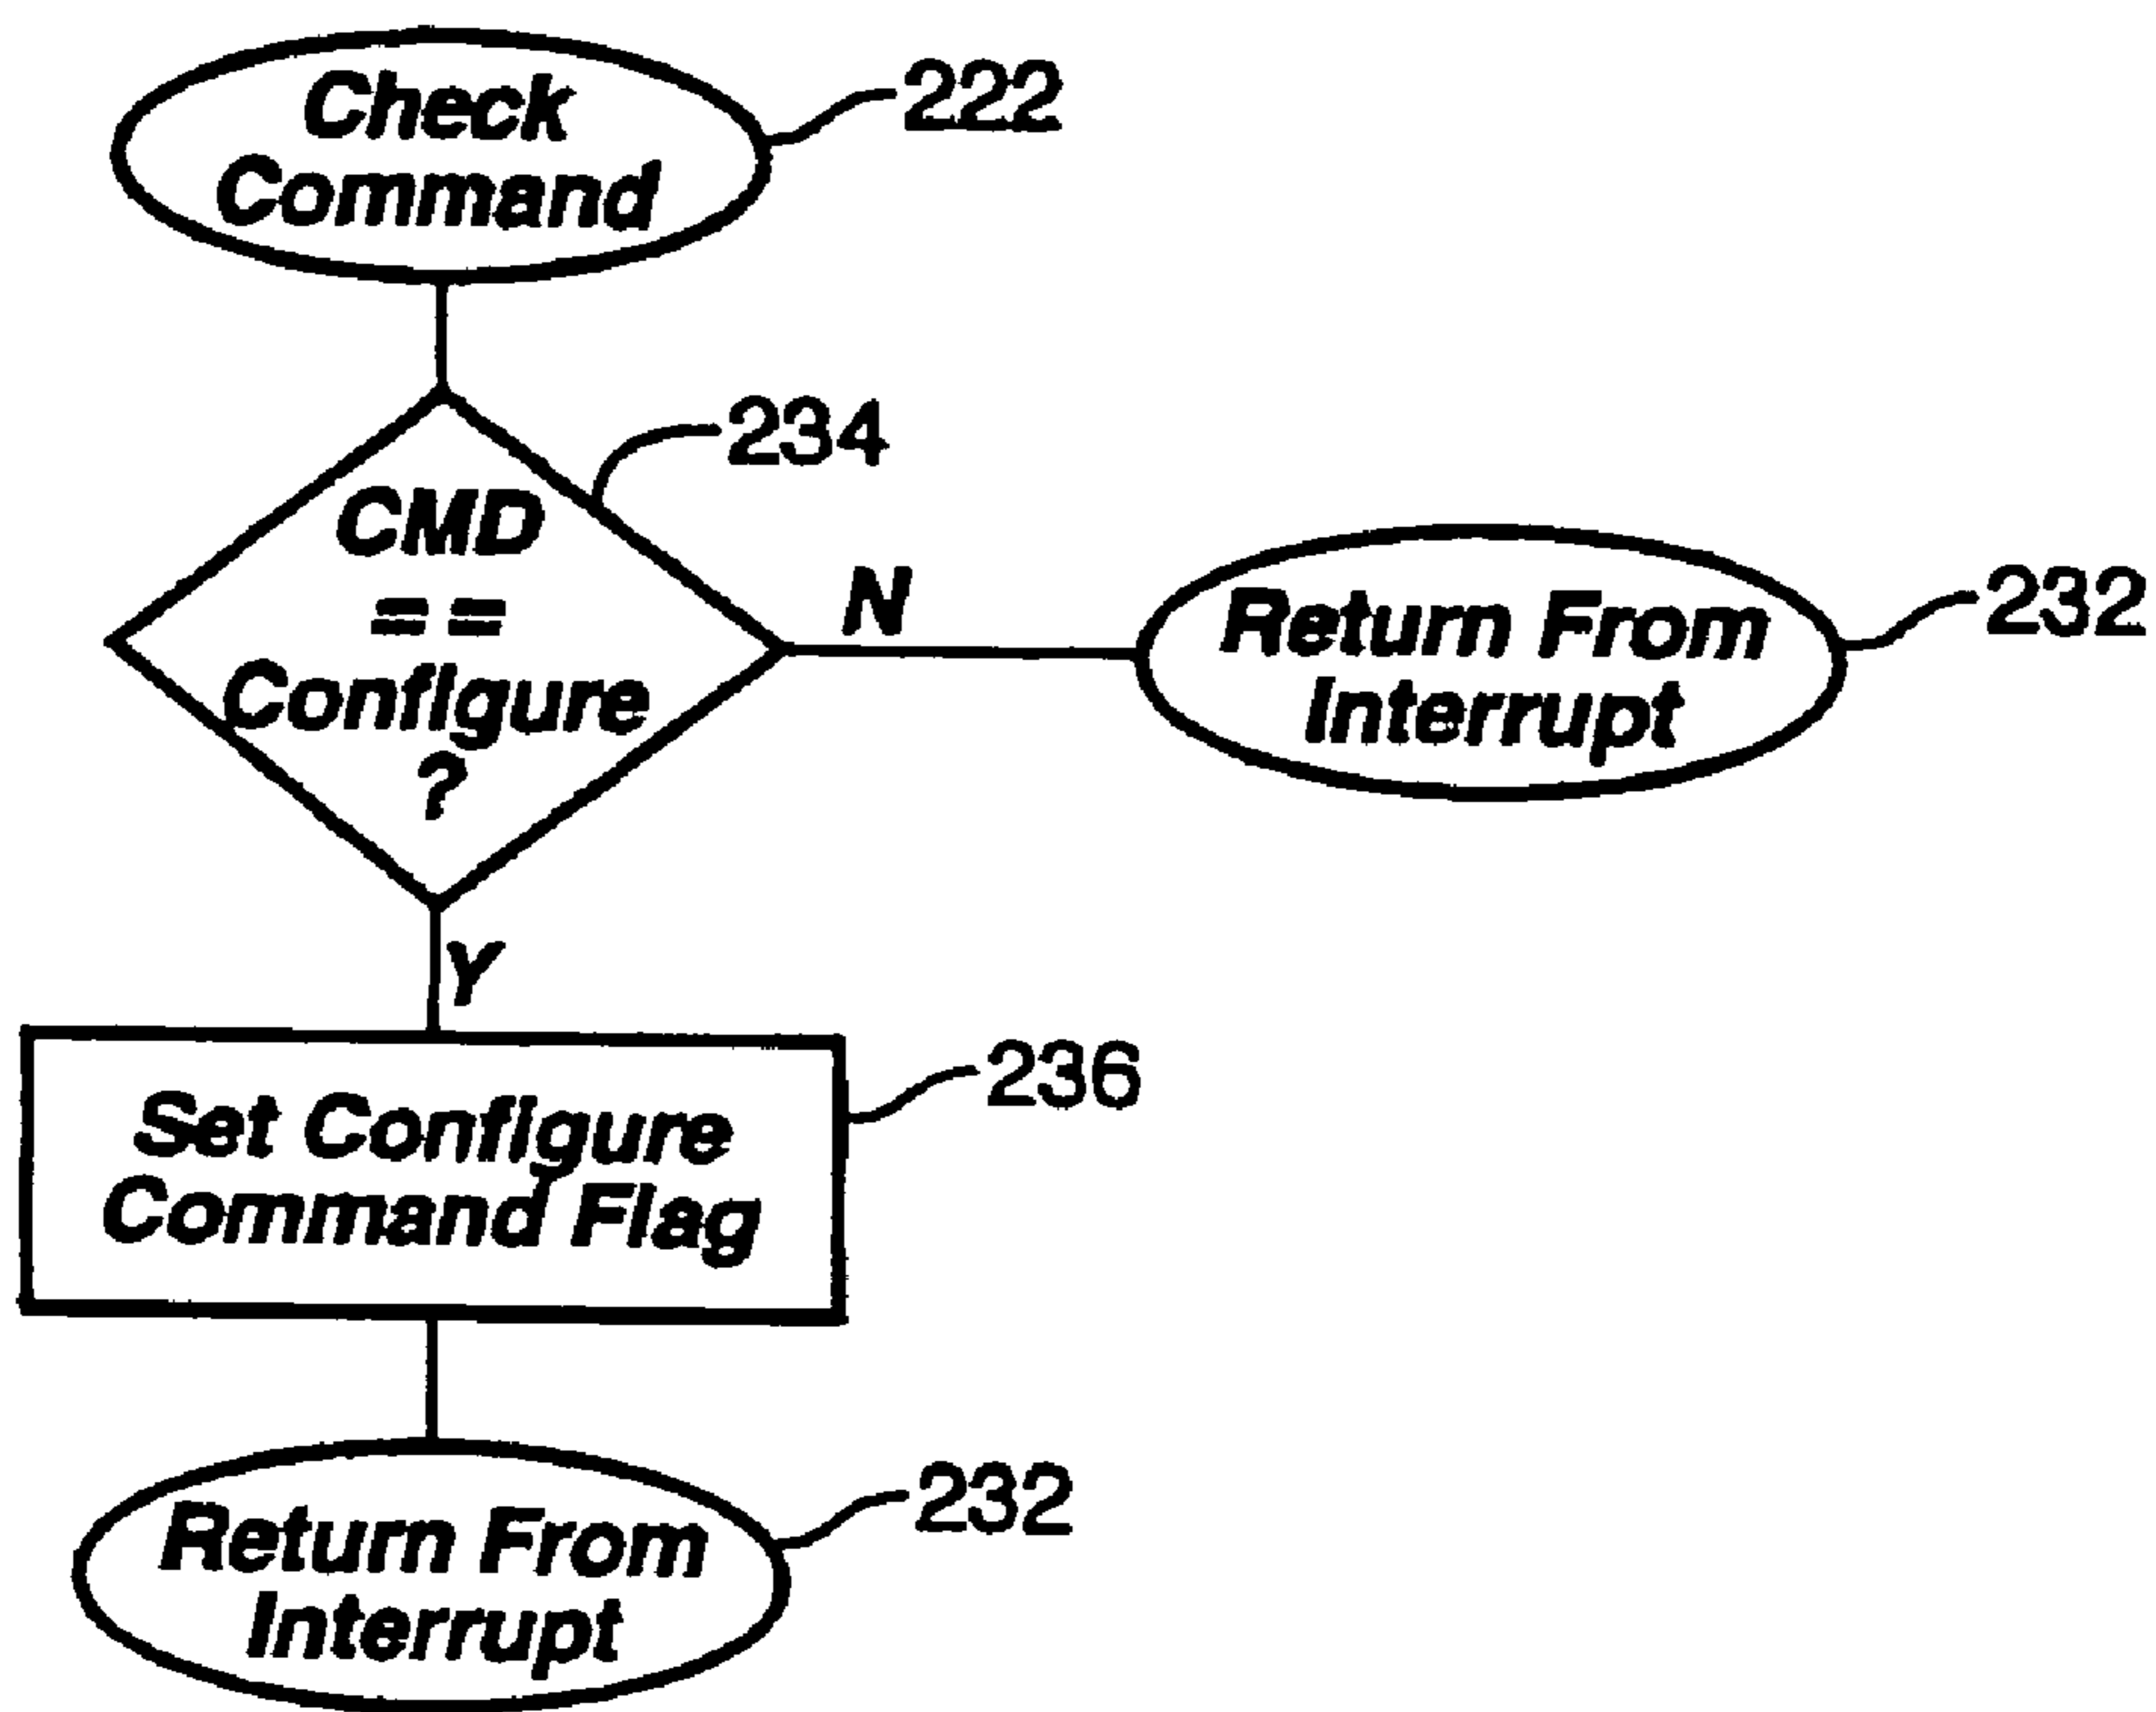 Check
Command
222
234
CMD
==
Configure
?
N
Return From
Interrupt
232
Y
Set Configure
Command Flag
236
Return From
Interrupt
232